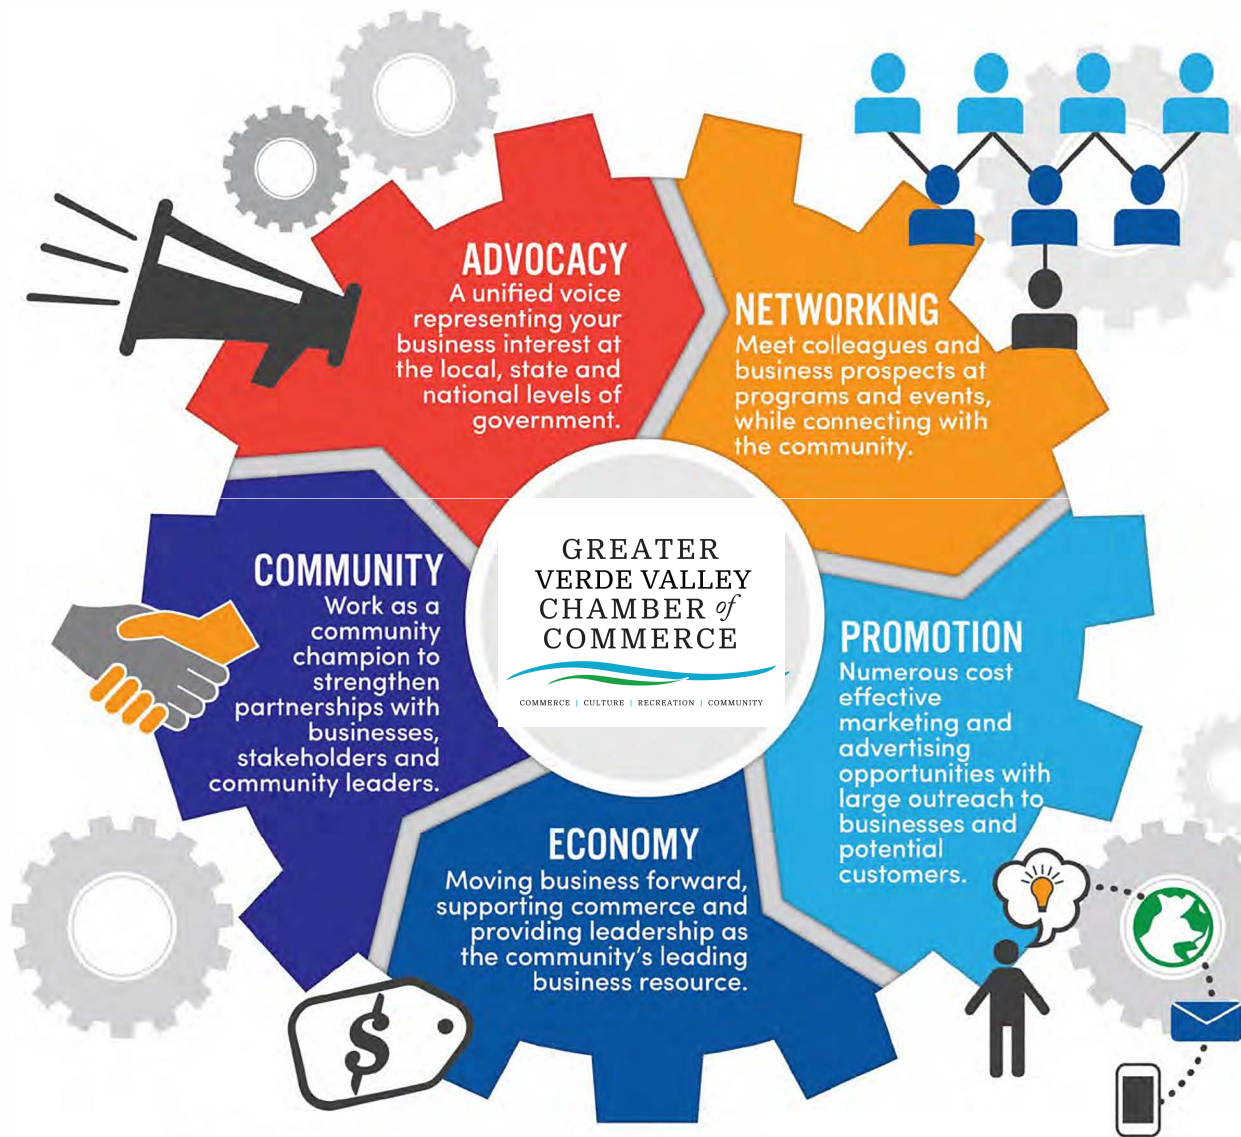 ADVOCACY
A unified voice
representing your
business interest at
the local, state and
national levels of
government.
NETWORKING
Meet colleagues and
business prospects at
programs and events,
while connecting with
the community.
COMMUNITY
Work as a
community
champion to
strengthen
partnerships with
businesses,
stakeholders and
community leaders.
GREATER
VERDE VALLEY
CHAMBER of
COMMERCE
COMMERCE | CULTURE | RECREATION | COMMUNITY
PROMOTION
Numerous cost
effective
marketing and
advertising
opportunities with
large outreach to
businesses and
potential
customers.
ECONOMY
Moving business forward,
supporting commerce and
providing leadership as
the community's leading
business resource.
$